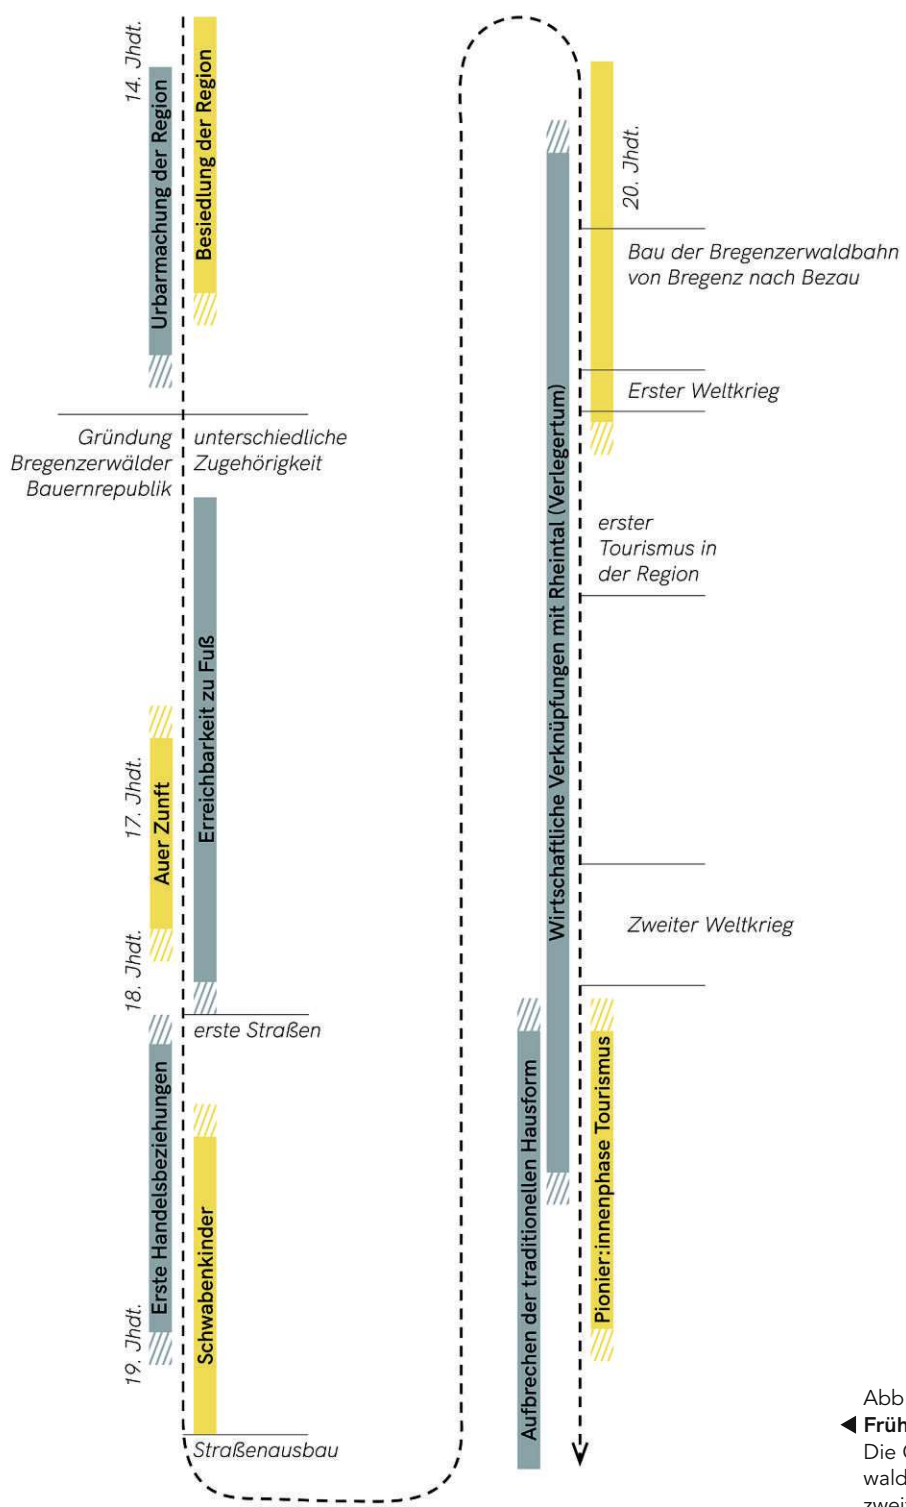 14. Jhdt.
Urbarmachung der Region
Besiedlung der Region
Gründung
Bregenzerwälder
Bauernrepublik
unterschiedliche
Zugehörigkeit
Erreichbarkeit zu Fuß
17. Jhdt.
Auer Zunft
18. Jhdt.
erste Straßen
Erste Handelsbeziehungen
Schwabenkinder
19. Jhdt.
Straßenausbau
20. Jhdt.
Bau der Bregenzerwaldbahn
von Bregenz nach Bezau
Erster Weltkrieg
Wirtschaftliche Verknüpfungen mit Rheintal (Verlegertum)
erster
Tourismus in
der Region
Zweiter Weltkrieg
Aufbrechen der traditionellen Hausform
Pionier:innenphase Tourismus
Abb
Früh
Die
wald
zwei